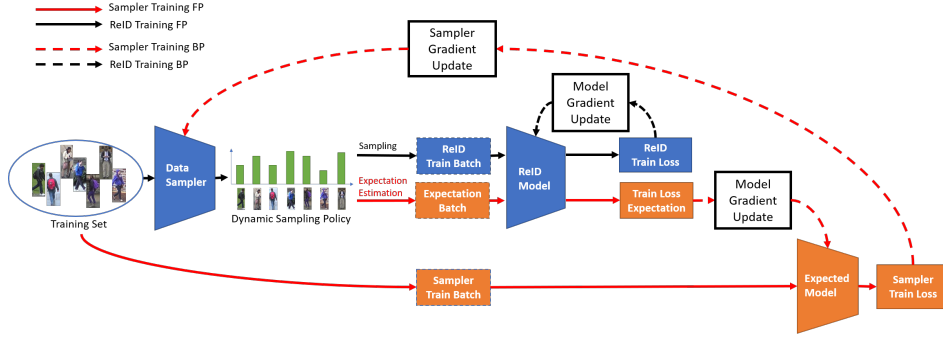 Sampler Training FP
ReID Training FP
Sampler Training BP
ReID Training BP
Sampler
Gradient
Update
Model
Gradient
Update
Training Set
Data
Sampler
Dynamic Sampling Policy
Sampling
Expectation
Estimation
ReID
Train Batch
Expectation
Batch
ReID
Model
ReID
Train Loss
Train Loss
Expectation
Model
Gradient
Update
Sampler
Train Batch
Expected
Model
Sampler
Train Loss